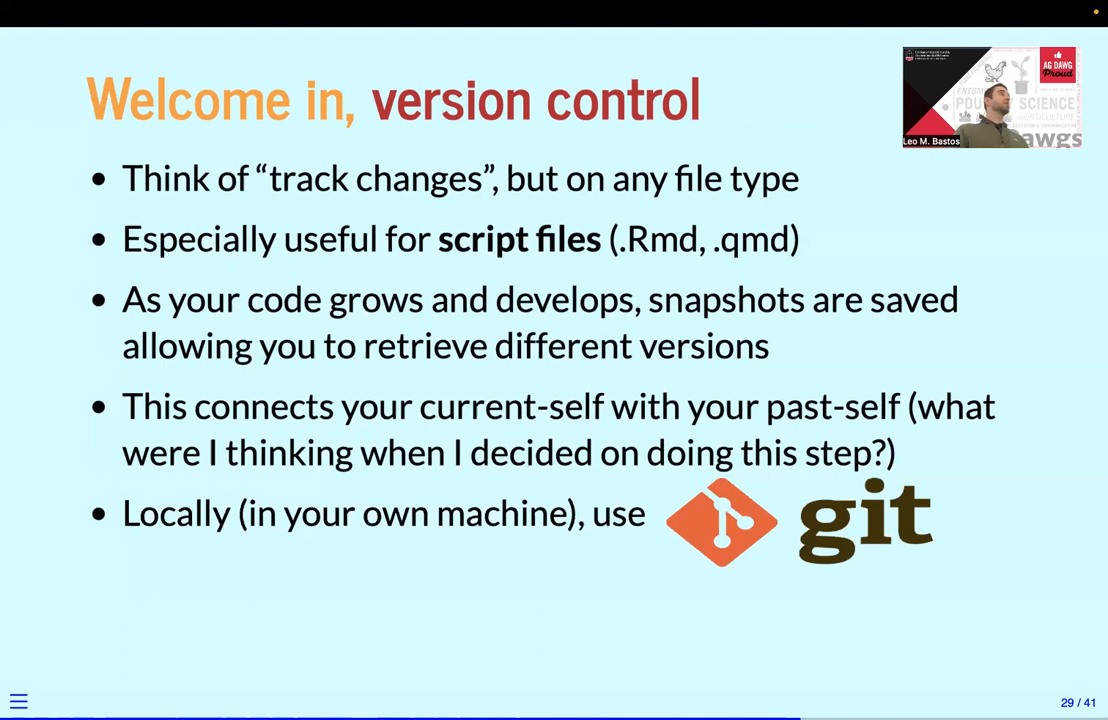 Welcome in, version control
• Think of “track changes”, but on any file type
• Especially useful for script files (.Rmd, .qmd)
• As your code grows and develops, snapshots are saved
allowing you to retrieve different versions
• This connects your current-self with your past-self (what
were I thinking when I decided on doing this step?)
• Locally (in your own machine), use git
AG DAWG
Proud
SCIENCE
HORTICULTURE
Leo M. Bastos
awgs
29 / 41